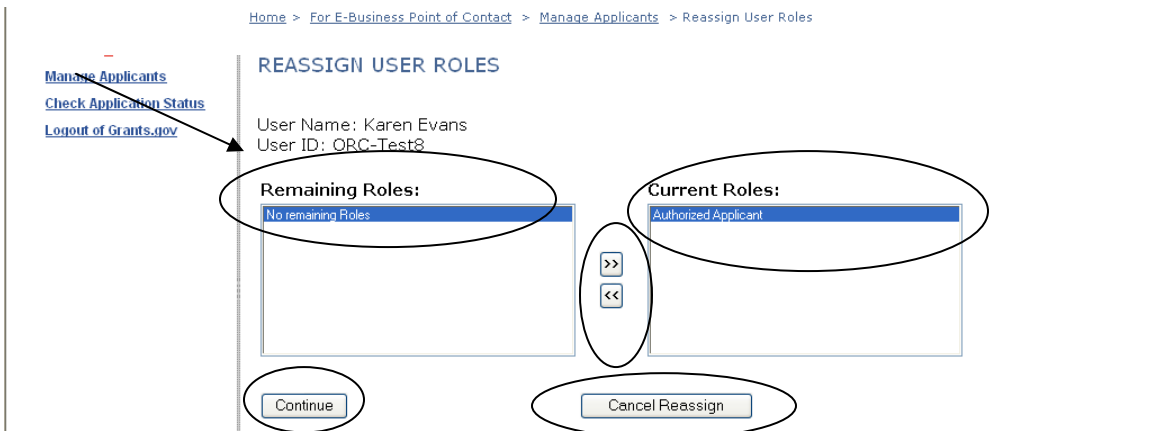 Home > For E-Business Point of Contact > Manage Applicants > Reassign User Roles
Manage Applicants
Check Application Status
Logout of Grants.gov
REASSIGN USER ROLES
User Name: Karen Evans
User ID: ORC-Test8
Remaining Roles:
No remaining Roles
>>
<<
Current Roles:
Authorized Applicant
Continue
Cancel Reassign